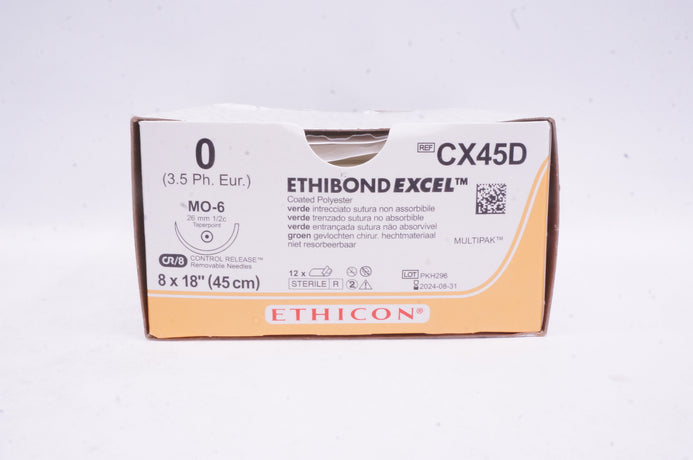 0
(3.5 Ph. Eur.)
MO-6
26 mm 1/2c
Taperpoint
CR/8 CONTROL RELEASE™
Removable Needles
8 x 18" (45 cm)
REF CX45D
ETHIBOND EXCEL™
Coated Polyester
verde intrecciato sutura non assorbibile
verde trenzado sutura no absorbible
verde entrançada sutura não absorvível
groen gevlochten chirur. hechtmateriaal
niet resorbeerbaar
MULTIPAK™
12 x
STERILE R
2
LOT PKH296
2024-08-31
ETHICON®